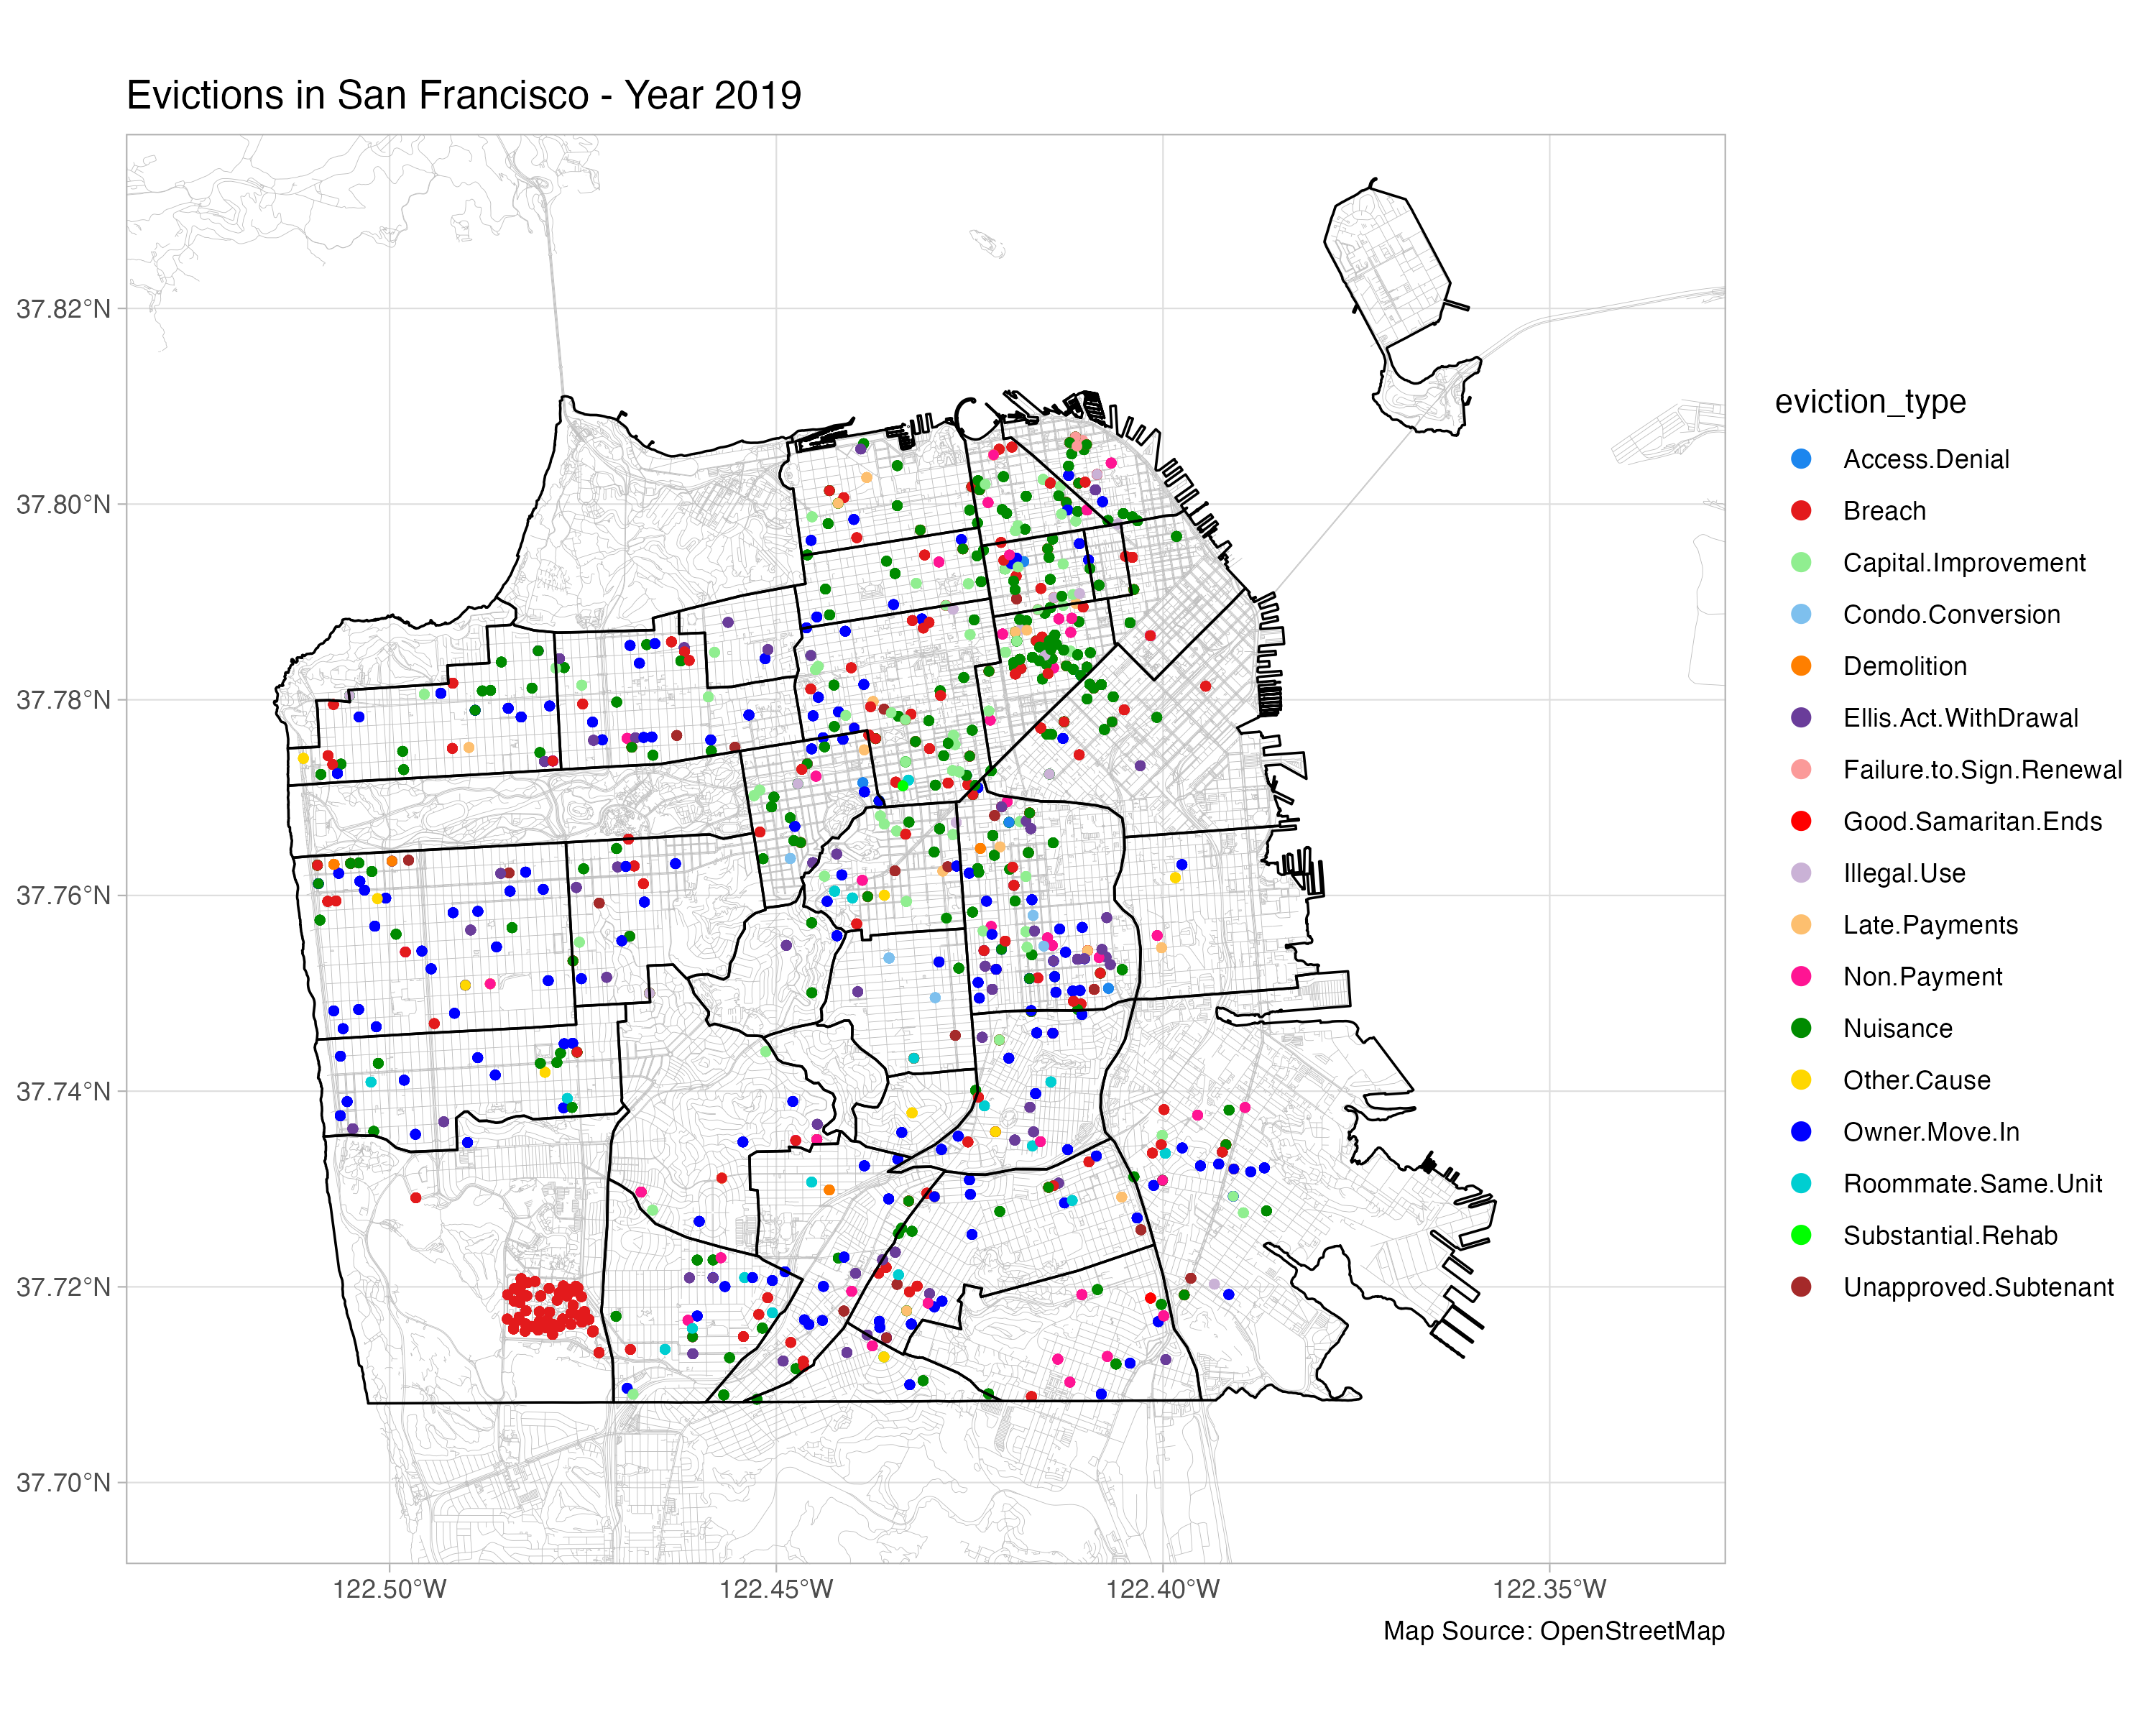 Evictions in San Francisco - Year 2019
37.82°N
37.80°N
37.78°N
37.76°N
37.74°N
37.72°N
37.70°N
122.50°W
122.45°W
122.40°W
122.35°W
Map Source: OpenStreetMap
eviction_type
Access.Denial
Breach
Capital.Improvement
Condo.Conversion
Demolition
Ellis.Act.WithDrawal
Failure.to.Sign.Renewal
Good.Samaritan.Ends
Illegal.Use
Late.Payments
Non.Payment
Nuisance
Other.Cause
Owner.Move.In
Roommate.Same.Unit
Substantial.Rehab
Unapproved.Subtenant